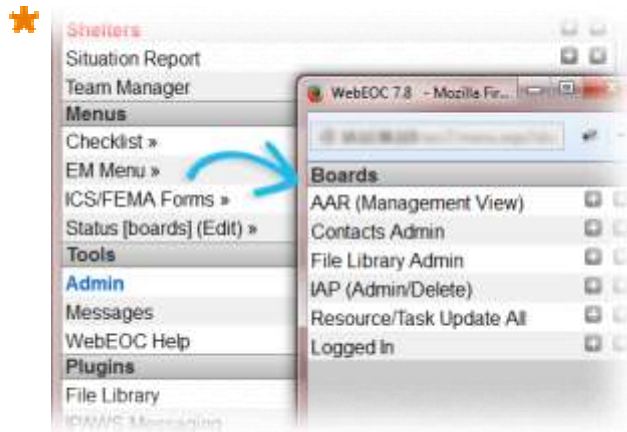 Shelters
Situation Report
Team Manager
Menus
Checklist »
EM Menu »
ICS/FEMA Forms »
Status [boards] (Edit) »
Tools
Admin
Messages
WebEOC Help
Plugins
File Library
IPAWS Messaging
WebEOC 7.8 - Mozilla Fir...
Boards
AAR (Management View)
Contacts Admin
File Library Admin
IAP (Admin/Delete)
Resource/Task Update All
Logged In